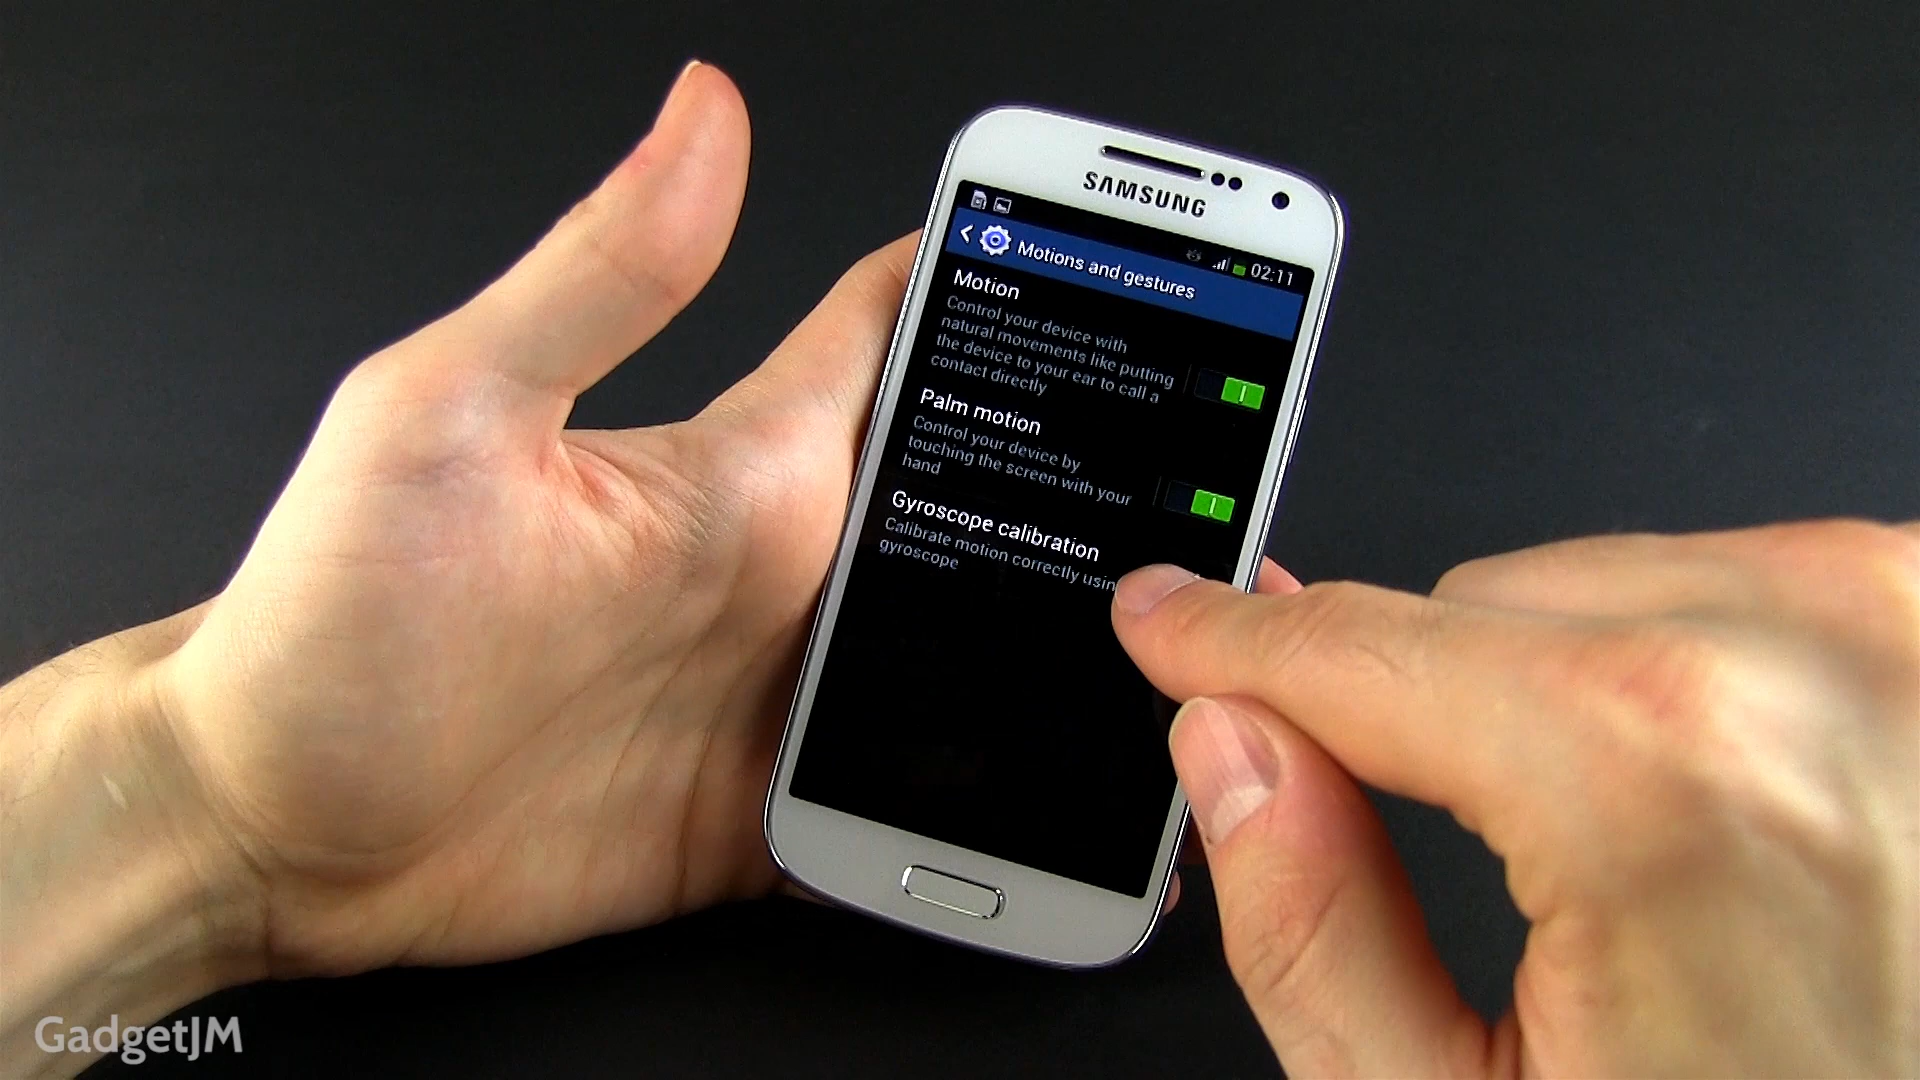 SAMSUNG
02:11
Motions and gestures
Motion
Control your device with
natural movements like putting
the device to your ear to call a
contact directly
Palm motion
Control your device by
touching the screen with your
hand
Gyroscope calibration
Calibrate motion correctly usin
gyroscope
GadgetJM